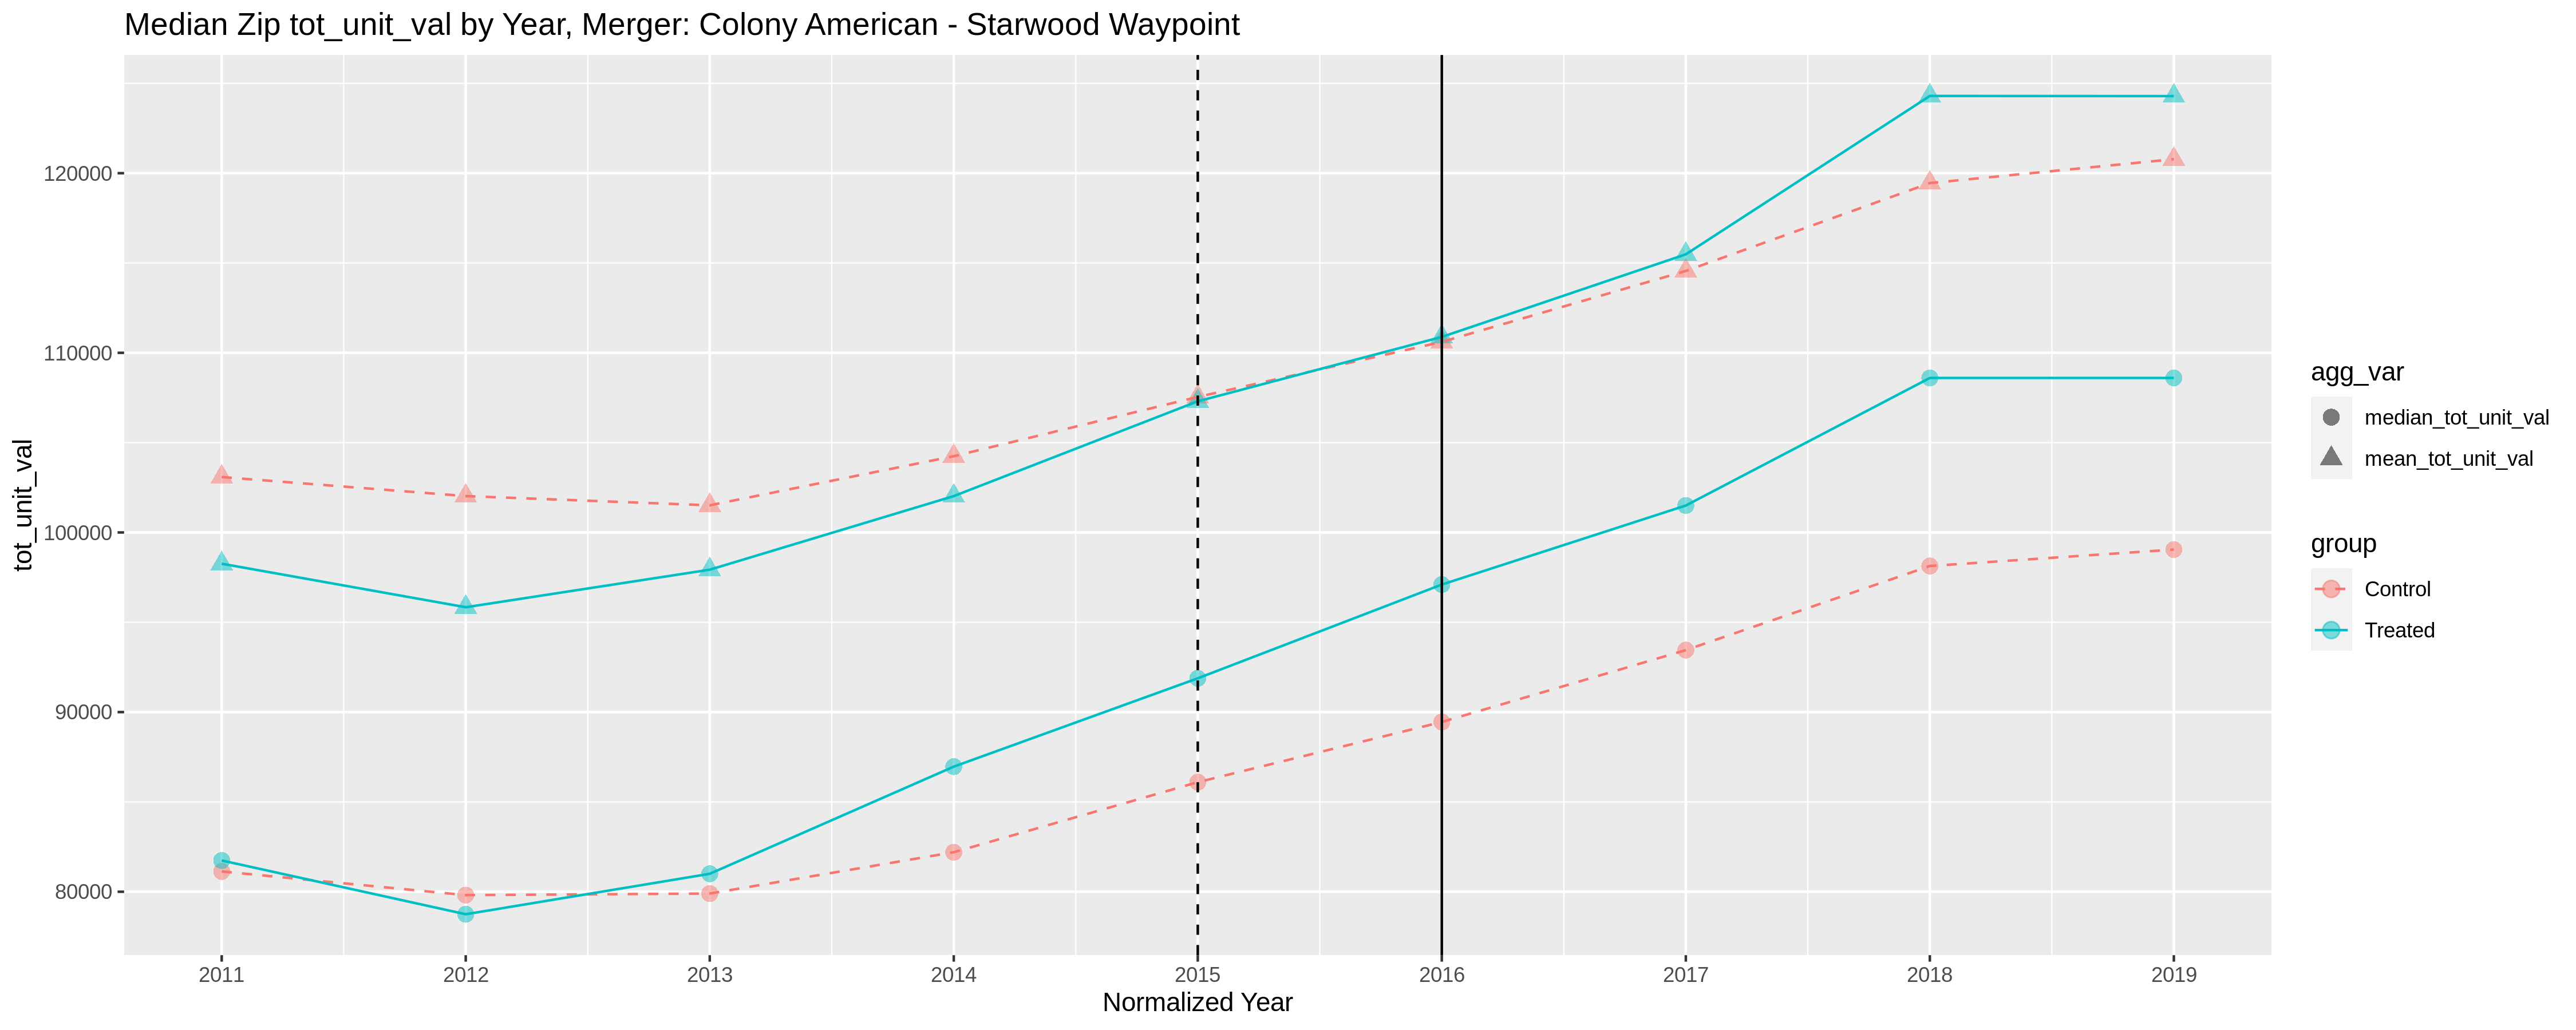 Median Zip tot_unit_val by Year, Merger: Colony American - Starwood Waypoint
tot_unit_val
120000
110000
100000
90000
80000
2011 2012 2013 2014 2015 2016 2017 2018 2019
Normalized Year
agg_var
median_tot_unit_val
mean_tot_unit_val
group
Control
Treated